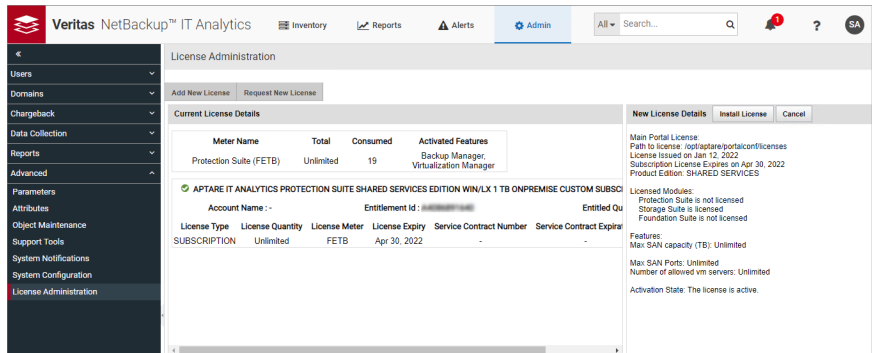 Veritas NetBackup™ IT Analytics
Inventory
Reports
Alerts
Admin
All
Search...
1
?
SA
«
Users
Domains
Chargeback
Data Collection
Reports
Advanced
Parameters
Attributes
Object Maintenance
Support Tools
System Notifications
System Configuration
License Administration
License Administration
Add New License
Request New License
Current License Details
Meter Name Total Consumed Activated Features
Protection Suite (FETB) Unlimited 19 Backup Manager,
Virtualization Manager
APTARE IT ANALYTICS PROTECTION SUITE SHARED SERVICES EDITION WIN/LX 1 TB ONPREMISE CUSTOM SUBSCI
Account Name : - Entitlement Id : Entitled Qu
License Type License Quantity License Meter License Expiry Service Contract Number Service Contract Expirat
SUBSCRIPTION Unlimited FETB Apr 30, 2022 - -
New License Details
Install License
Cancel
Main Portal License:
Path to license: /opt/aptare/portalconf/licenses
License Issued on Jan 12, 2022
Subscription License Expires on Apr 30, 2022
Product Edition: SHARED SERVICES
Licensed Modules:
Protection Suite is not licensed
Storage Suite is licensed
Foundation Suite is not licensed
Features:
Max SAN capacity (TB): Unlimited
Max SAN Ports: Unlimited
Number of allowed vm servers: Unlimited
Activation State: The license is active.